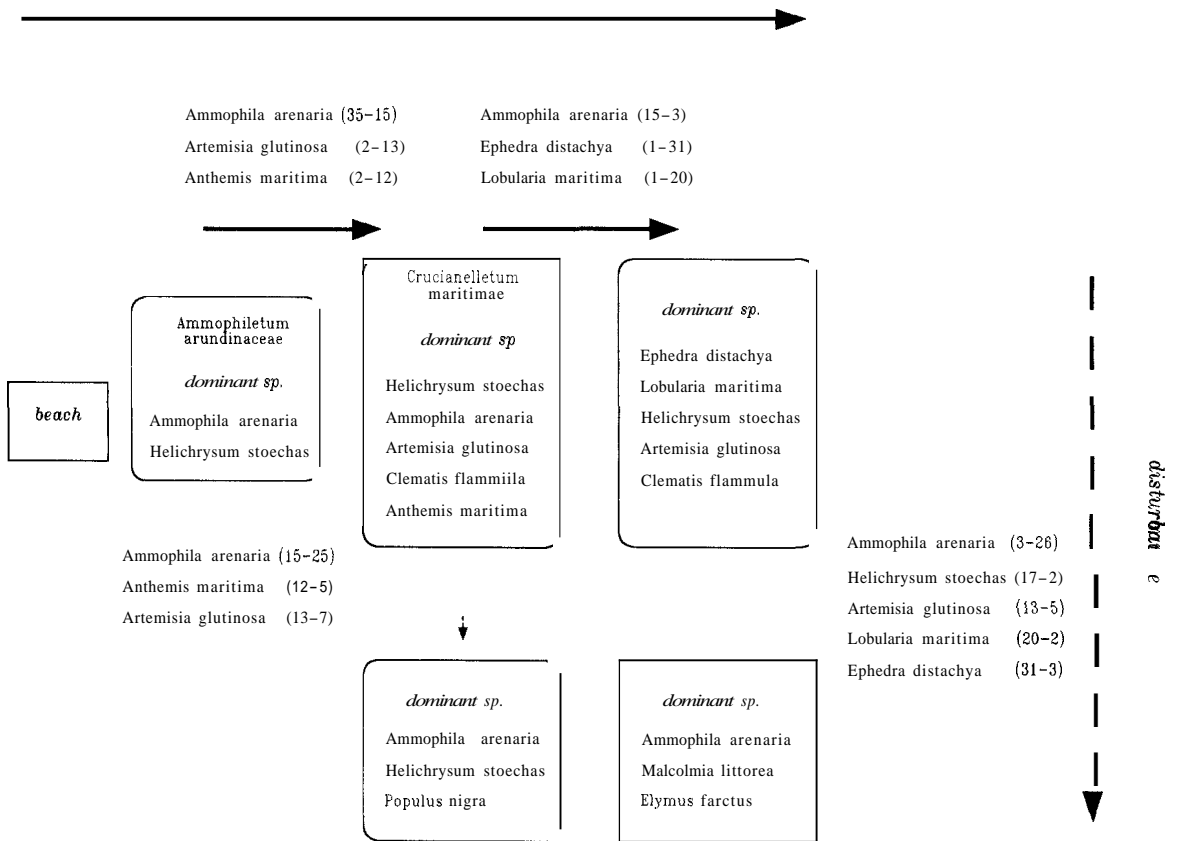 Ammophila arenaria (35-15)
Artemisia glutinosa (2-13)
Anthemis maritima (2-12)
Ammophila arenaria (15-3)
Ephedra distachya (1-31)
Lobularia maritima (1-20)
beach
Ammophiletum
arundinaceae
dominant sp.
Ammophila arenaria
Helichrysum stoechas
Crucianelletum
maritimae
dominant sp
Helichrysum stoechas
Ammophila arenaria
Artemisia glutinosa
Clematis flammiila
Anthemis maritima
dominant sp.
Ephedra distachya
Lobularia maritima
Helichrysum stoechas
Artemisia glutinosa
Clematis flammula
Ammophila arenaria (15-25)
Anthemis maritima (12-5)
Artemisia glutinosa (13-7)
Ammophila arenaria (3-26)
Helichrysum stoechas (17-2)
Artemisia glutinosa (13-5)
Lobularia maritima (20-2)
Ephedra distachya (31-3)
dominant sp.
Ammophila arenaria
Helichrysum stoechas
Populus nigra
dominant sp.
Ammophila arenaria
Malcolmia littorea
Elymus farctus